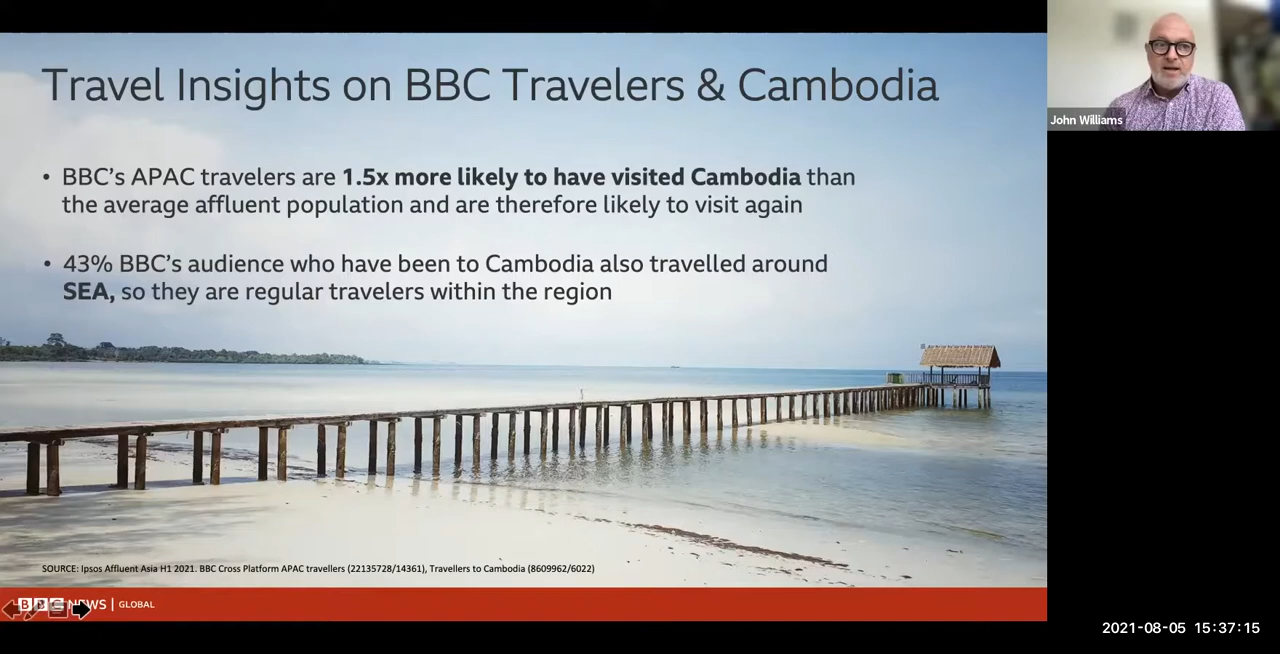 Travel Insights on BBC Travelers & Cambodia
• BBC's APAC travelers are 1.5x more likely to have visited Cambodia than
the average affluent population and are therefore likely to visit again
• 43% BBC's audience who have been to Cambodia also travelled around
SEA, so they are regular travelers within the region
SOURCE: Ipsos Affluent Asia H1 2021. BBC Cross Platform APAC travellers (22135728/14361), Travellers to Cambodia (8609962/6022)
BBC NEWS | GLOBAL
John Williams
2021-08-05 15:37:15